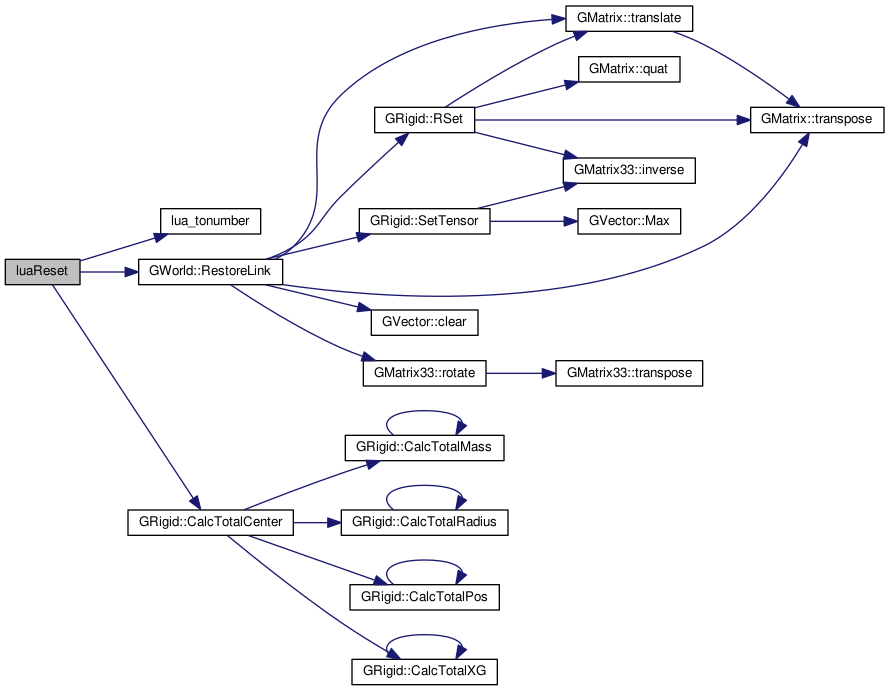 GMatrix::translate
GMatrix::quat
GRigid::RSet
GMatrix::transpose
GMatrix33::inverse
lua_tonumber
GRigid::SetTensor
GVector::Max
luaReset
GWorld::RestoreLink
GVector::clear
GMatrix33::rotate
GMatrix33::transpose
GRigid::CalcTotalMass
GRigid::CalcTotalCenter
GRigid::CalcTotalRadius
GRigid::CalcTotalPos
GRigid::CalcTotalXG